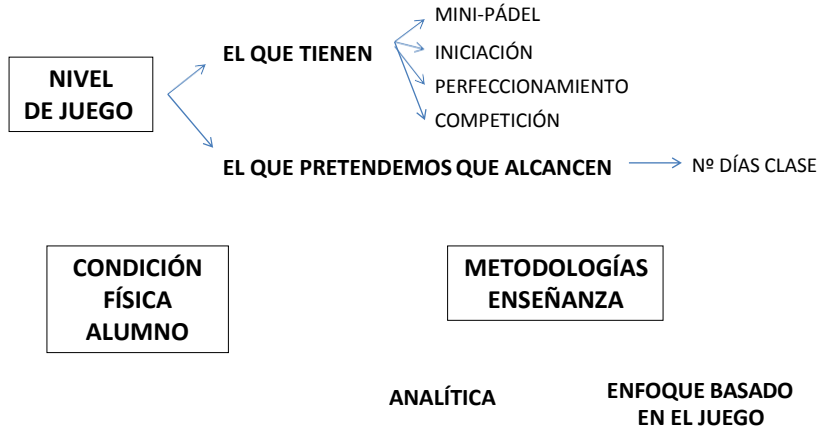 MINI-PÁDEL
EL QUE TIENEN
INICIACIÓN
NIVEL
DE JUEGO
PERFECCIONAMIENTO
COMPETICIÓN
EL QUE PRETENDEMOS QUE ALCANCEN
Nº DÍAS CLASE
CONDICIÓN
FÍSICA
ALUMNO
METODOLOGÍAS
ENSEÑANZA
ANALÍTICA
ENFOQUE BASADO
EN EL JUEGO